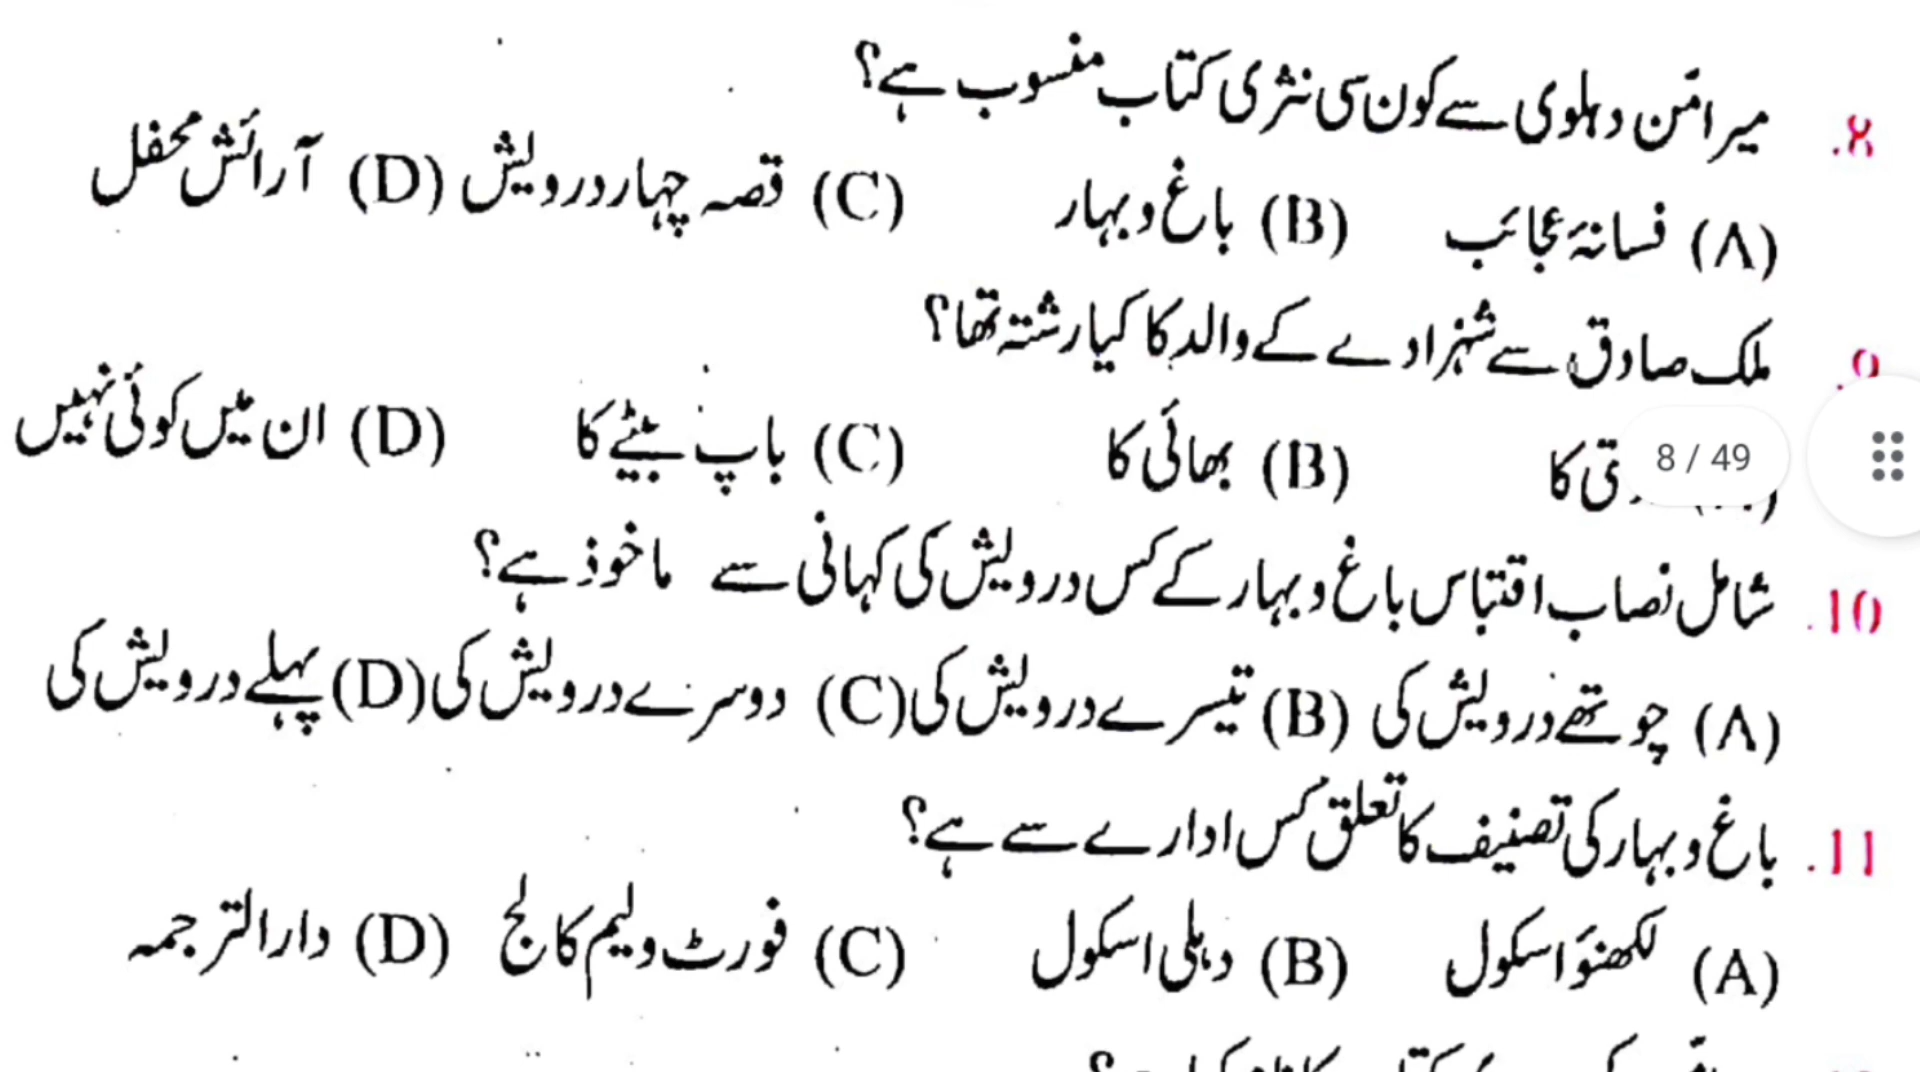 8. میر امّن دہلوی سے کون سی نثری کتاب منسوب ہے؟
(A) فسانۂ عجائب (B) باغ و بہار (C) قصہ چہار درویش (D) آرائش محفل
9. ملک صادق سے شہزادے کے والد کا کیا رشتہ تھا؟
کا (B) بھائی کا (C) باپ بیٹے کا (D) ان میں کوئی نہیں
8 / 49
10. شامل نصاب اقتباس باغ و بہار کے کس درویش کی کہانی سے ماخوذ ہے؟
(A) چوتھے درویش کی (B) تیسرے درویش کی (C) دوسرے درویش کی (D) پہلے درویش کی
11. باغ و بہار کی تصنیف کا تعلق کس ادارے سے ہے؟
(A) لکھنؤ اسکول (B) دہلی اسکول (C) فورٹ ولیم کالج (D) دارالترجمہ